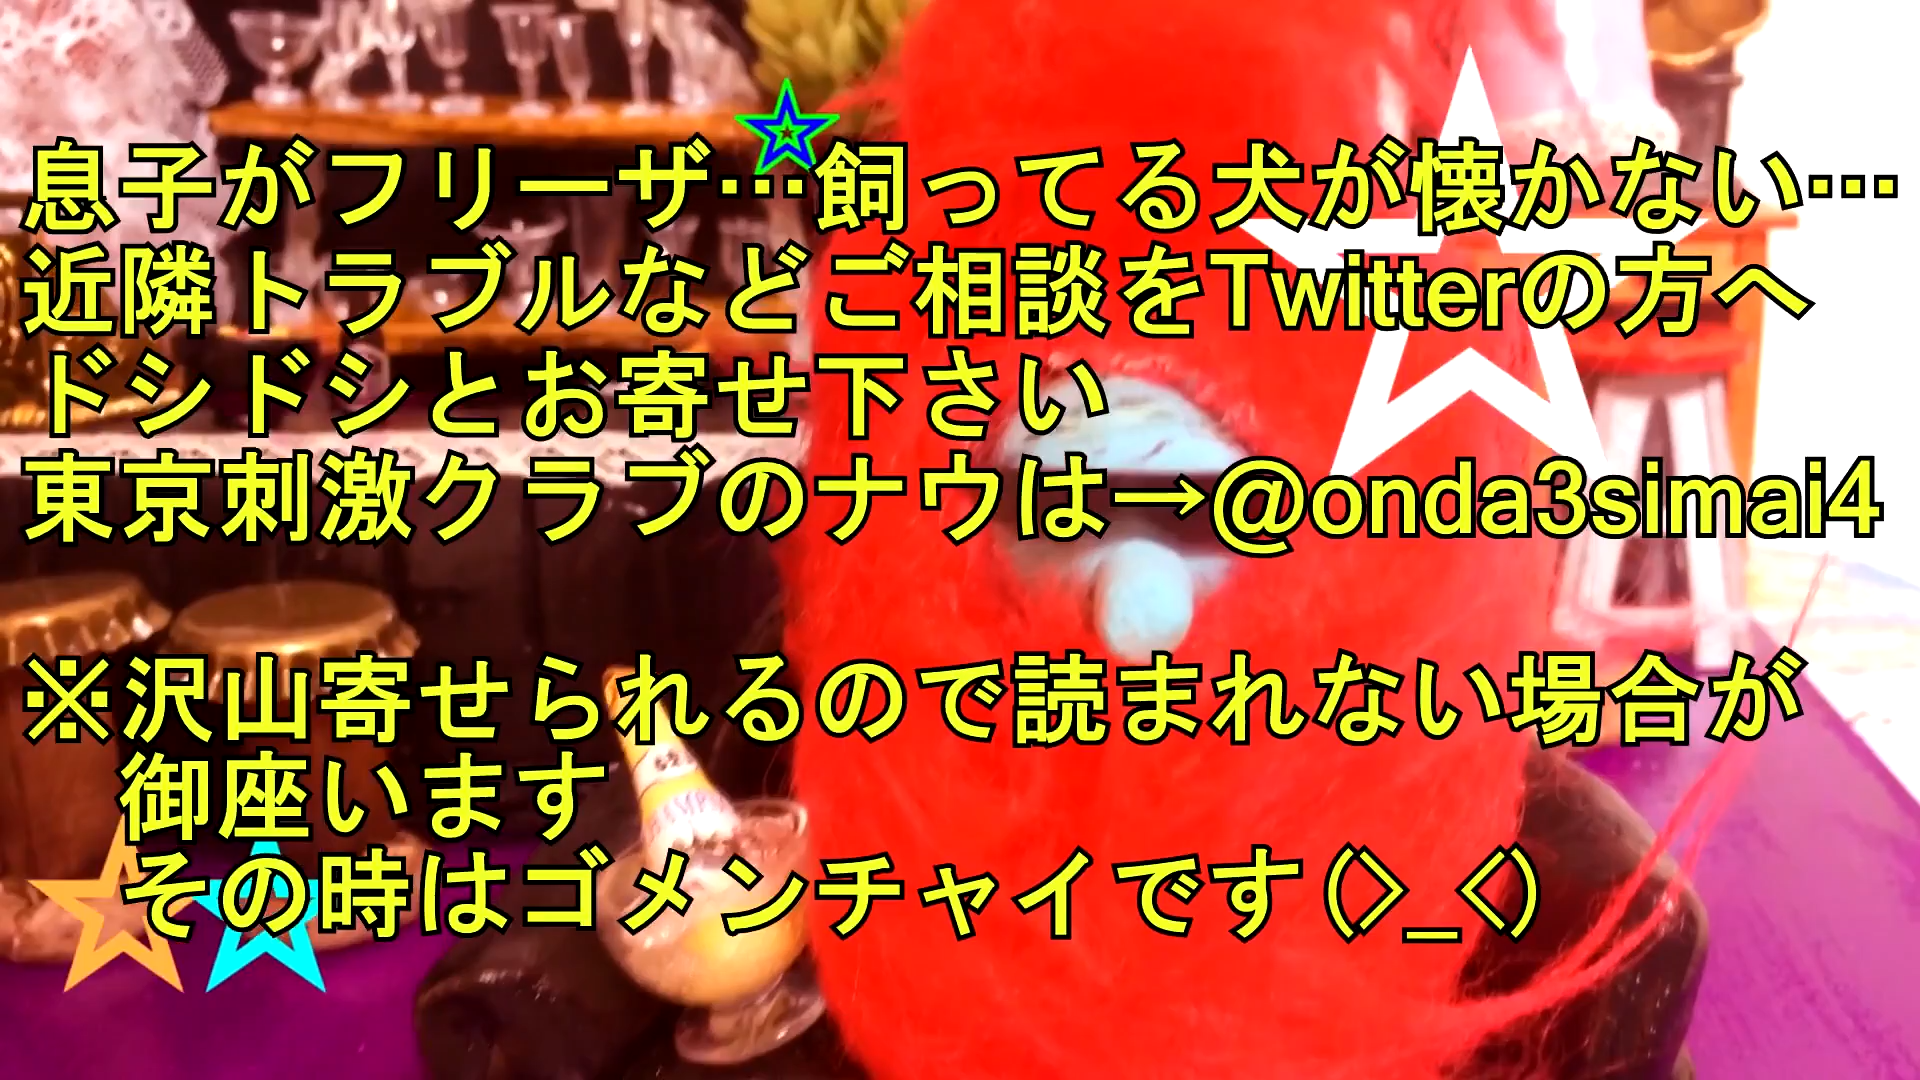 息子がフリーザ…飼ってる犬が懐かない…
近隣トラブルなどご相談をTwitterの方へ
ドシドシとお寄せ下さい
東京刺激クラブのナウは→@onda3simai4
※沢山寄せられるので読まれない場合が
御座います
その時はゴメンチャイです(>_<)